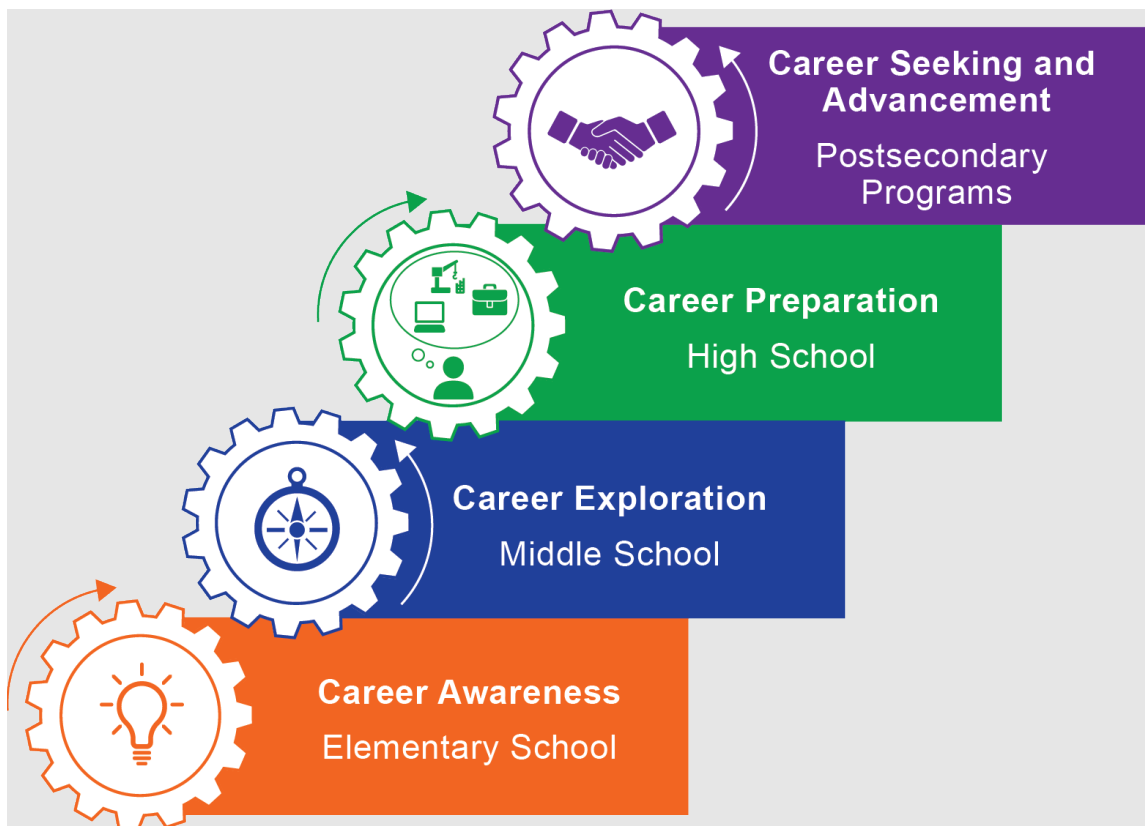 Career Seeking and
Advancement
Postsecondary
Programs
Career Preparation
High School
Career Exploration
Middle School
Career Awareness
Elementary School